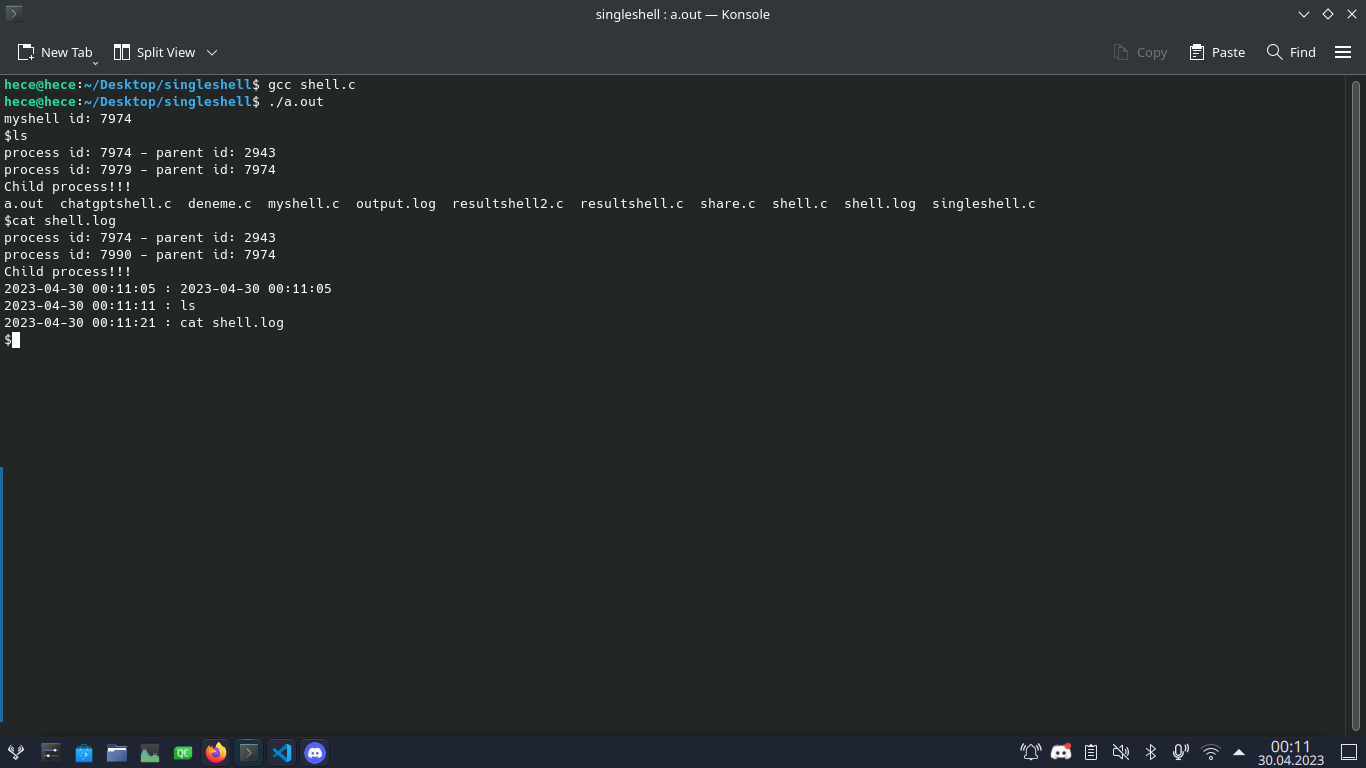 singleshell : a.out — Konsole
New Tab Split View Copy Paste Find
hece@hece:~/Desktop/singleshell$ gcc shell.c
hece@hece:~/Desktop/singleshell$ ./a.out
myshell id: 7974
$ls
process id: 7974 - parent id: 2943
process id: 7979 - parent id: 7974
Child process!!!
a.out  chatgptshell.c  deneme.c  myshell.c  output.log  resultshell2.c  resultshell.c  share.c  shell.c  shell.log  singleshell.c
$cat shell.log
process id: 7974 - parent id: 2943
process id: 7990 - parent id: 7974
Child process!!!
2023-04-30 00:11:05 : 2023-04-30 00:11:05
2023-04-30 00:11:11 : ls
2023-04-30 00:11:21 : cat shell.log
$
QC
00:11
30.04.2023